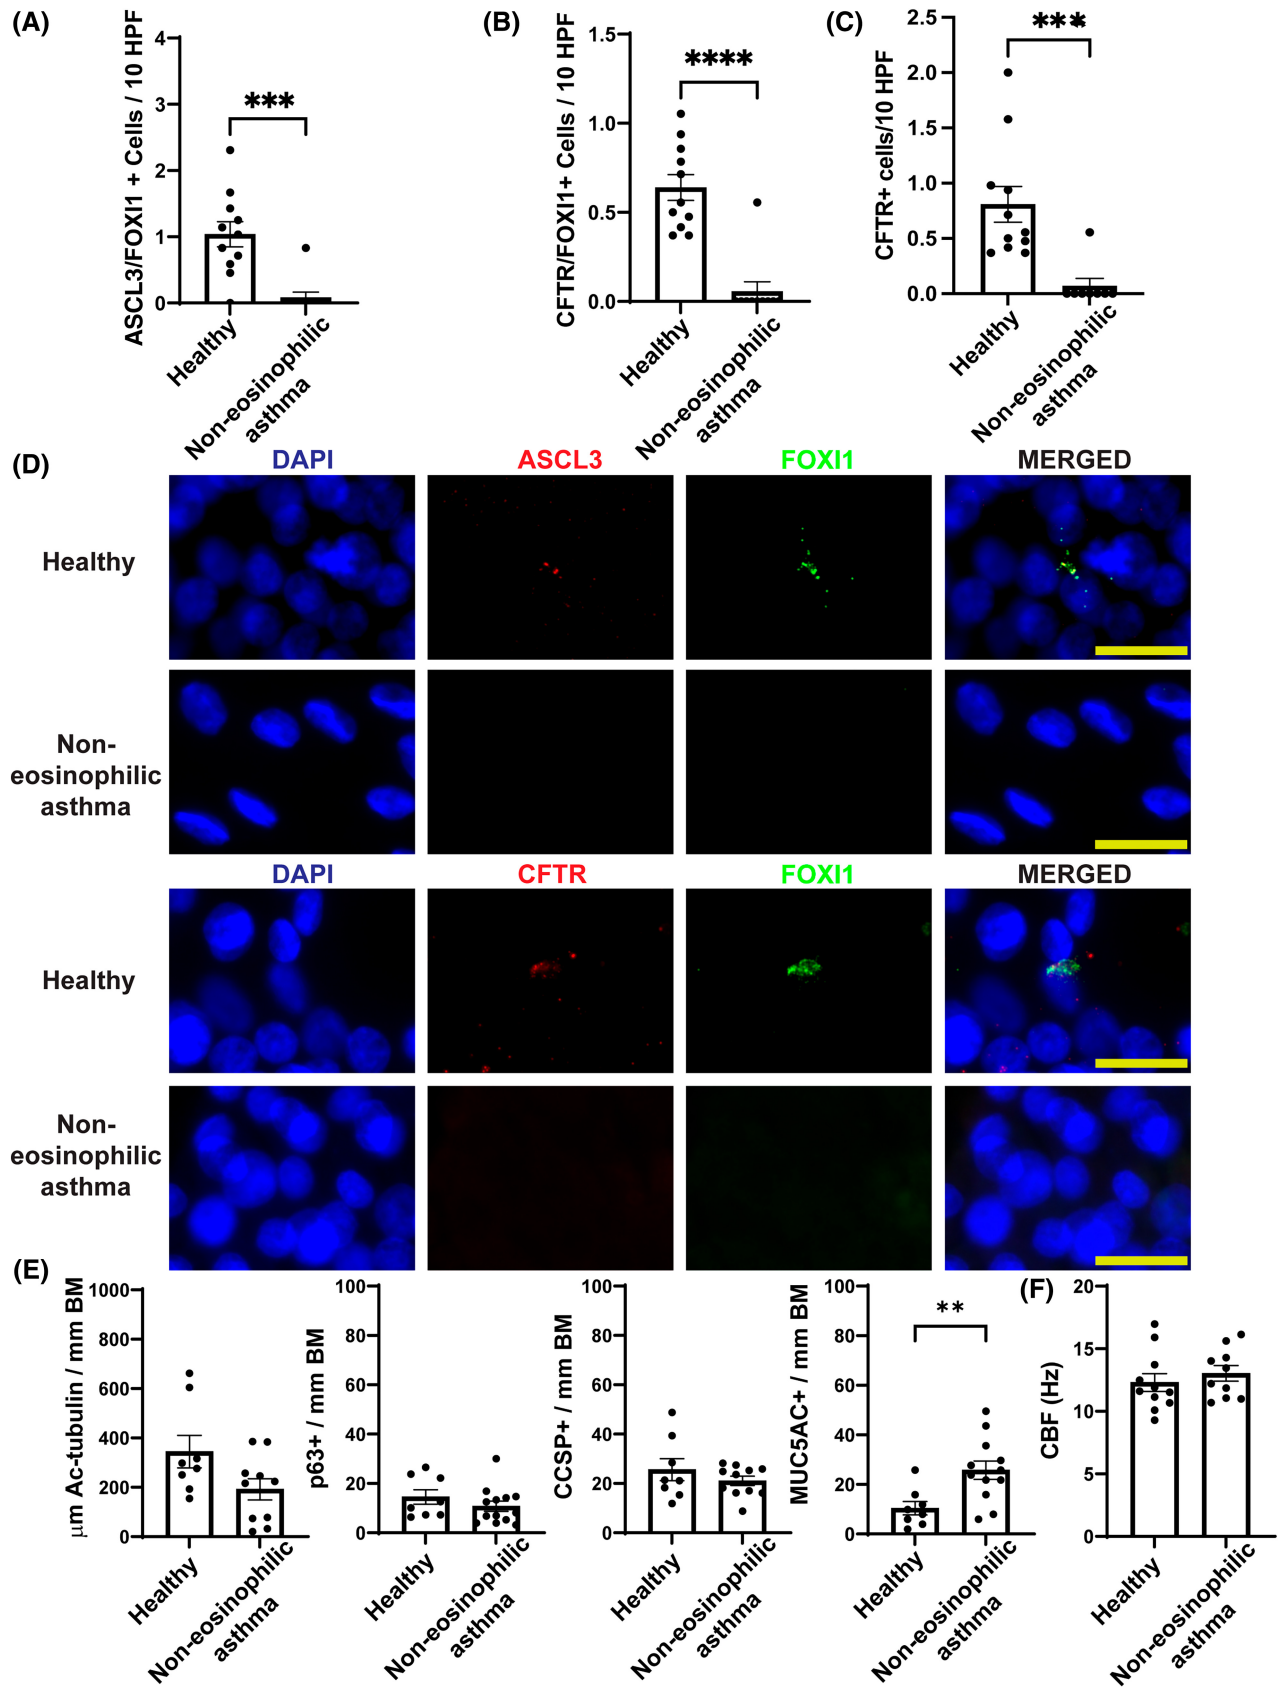 (A)
ASCL3/FOXI1 + Cells / 10 HPF
4
3
2
1
0
***
Healthy
Non-eosinophilic
asthma
(B)
CFTR/FOXI1+ Cells / 10 HPF
1.5
1.0
0.5
0.0
****
Healthy
Non-eosinophilic
asthma
(C)
CFTR+ cells/10 HPF
2.5
2.0
1.5
1.0
0.5
0.0
***
Healthy
Non-eosinophilic
asthma
(D)
DAPI ASCL3 FOXI1 MERGED
Healthy
Non-
eosinophilic
asthma
DAPI CFTR FOXI1 MERGED
Healthy
Non-
eosinophilic
asthma
(E)
µm Ac-tubulin / mm BM
1000
800
600
400
200
0
Healthy
Non-eosinophilic
asthma
p63+ / mm BM
100
80
60
40
20
0
Healthy
Non-eosinophilic
asthma
CCSP+ / mm BM
100
80
60
40
20
0
Healthy
Non-eosinophilic
asthma
MUC5AC+ / mm BM
100
80
60
40
20
0
**
Healthy
Non-eosinophilic
asthma
(F)
CBF (Hz)
20
15
10
5
0
Healthy
Non-eosinophilic
asthma